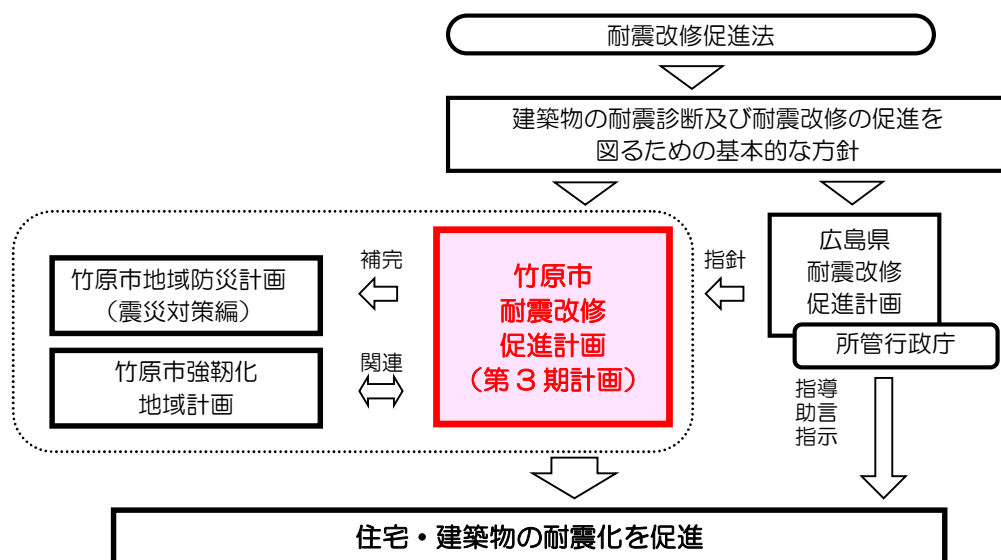 耐震改修促進法
建築物の耐震診断及び耐震改修の促進を
図るための基本的な方針
竹原市地域防災計画
（震災対策編）
補完
竹原市強靭化
地域計画
関連
竹原市
耐震改修
促進計画
（第3期計画）
指針
広島県
耐震改修
促進計画
所管行政庁
指導
助言
指示
住宅・建築物の耐震化を促進